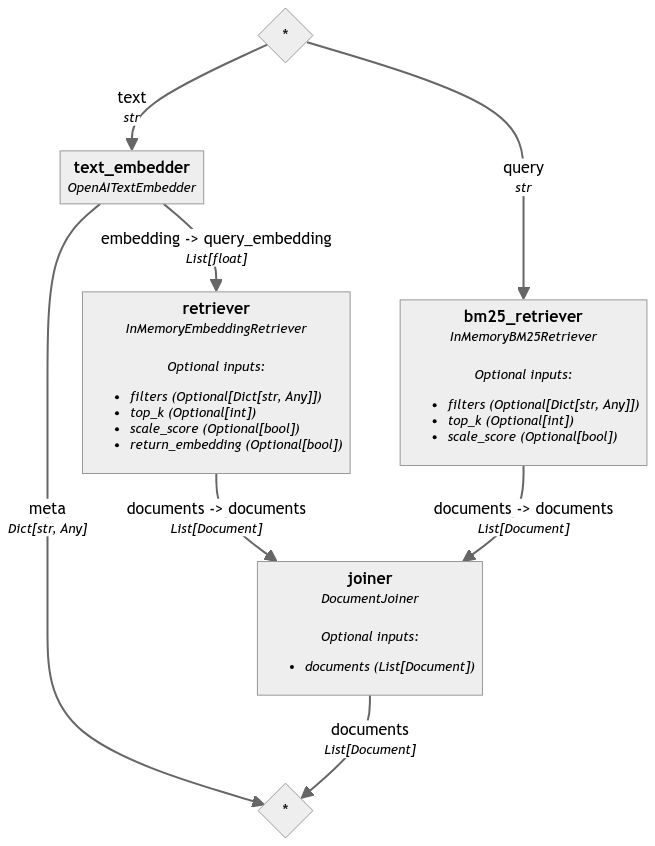 *
text
str
text_embedder
OpenAITextEmbedder
query
str
embedding -> query_embedding
List[float]
retriever
InMemoryEmbeddingRetriever
Optional inputs:
• filters (Optional[Dict[str, Any]])
• top_k (Optional[int])
• scale_score (Optional[bool])
• return_embedding (Optional[bool])
bm25_retriever
InMemoryBM25Retriever
Optional inputs:
• filters (Optional[Dict[str, Any]])
• top_k (Optional[int])
• scale_score (Optional[bool])
meta
Dict[str, Any]
documents -> documents
List[Document]
documents -> documents
List[Document]
joiner
DocumentJoiner
Optional inputs:
• documents (List[Document])
documents
List[Document]
*